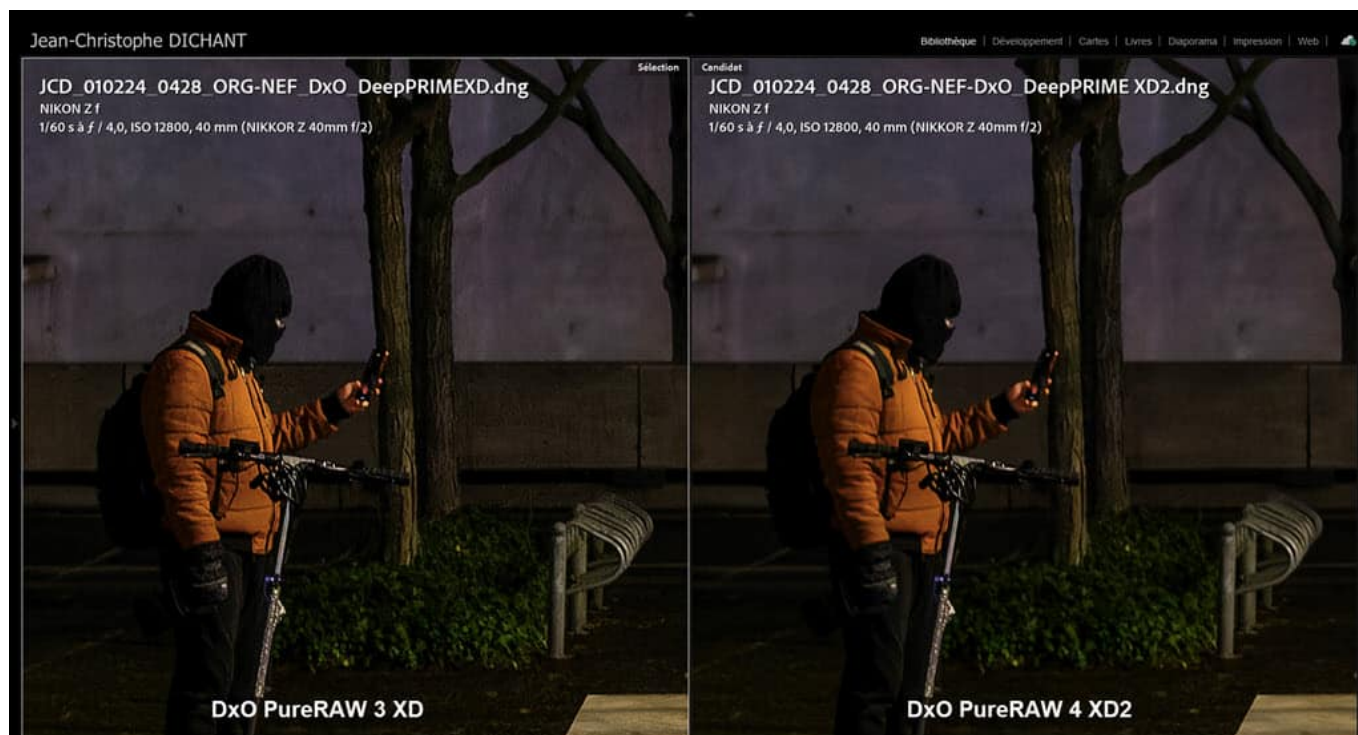 Jean-Christophe DICHANT
Bibliothèque | Développement | Cartes | Livres | Diaporama | Impression | Web |
Sélection
JCD_010224_0428_ORG-NEF_DxO_DeepPRIMEXD.dng
NIKON Z f
1/60 s à ƒ / 4,0, ISO 12800, 40 mm (NIKKOR Z 40mm f/2)
DxO PureRAW 3 XD
Candidat
JCD_010224_0428_ORG-NEF-DxO_DeepPRIME XD2.dng
NIKON Z f
1/60 s à ƒ / 4,0, ISO 12800, 40 mm (NIKKOR Z 40mm f/2)
DxO PureRAW 4 XD2